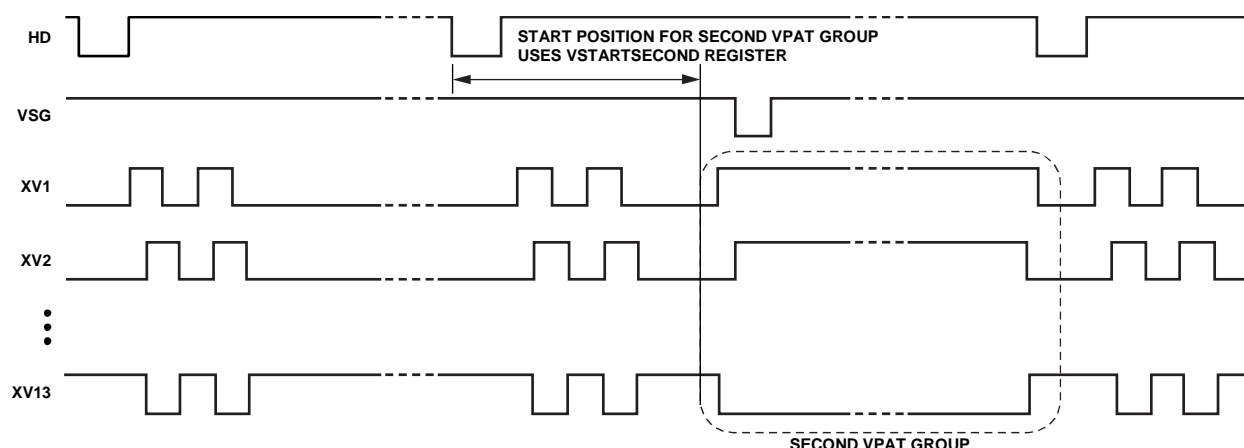 HD
START POSITION FOR SECOND VPAT GROUP
USES VSTARTSECOND REGISTER
VSG
XV1
XV2
XV13
SECOND VPAT GROUP